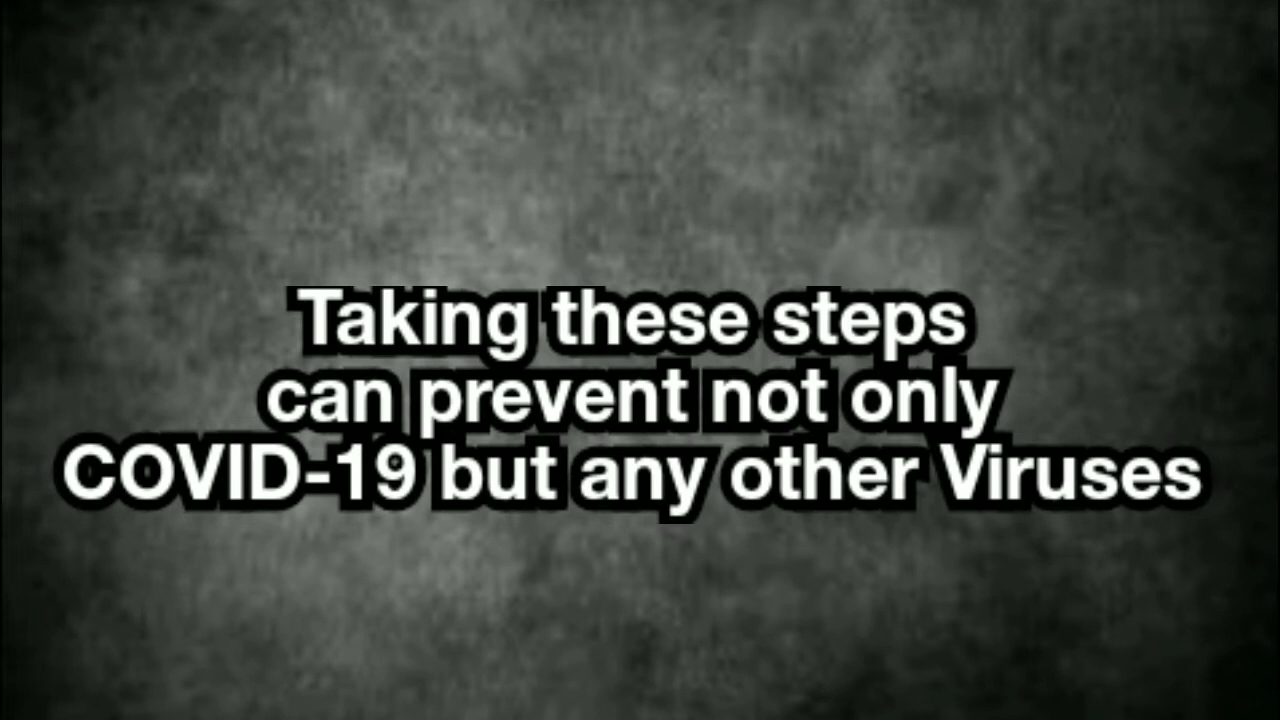 Taking these steps
can prevent not only
COVID-19 but any other Viruses